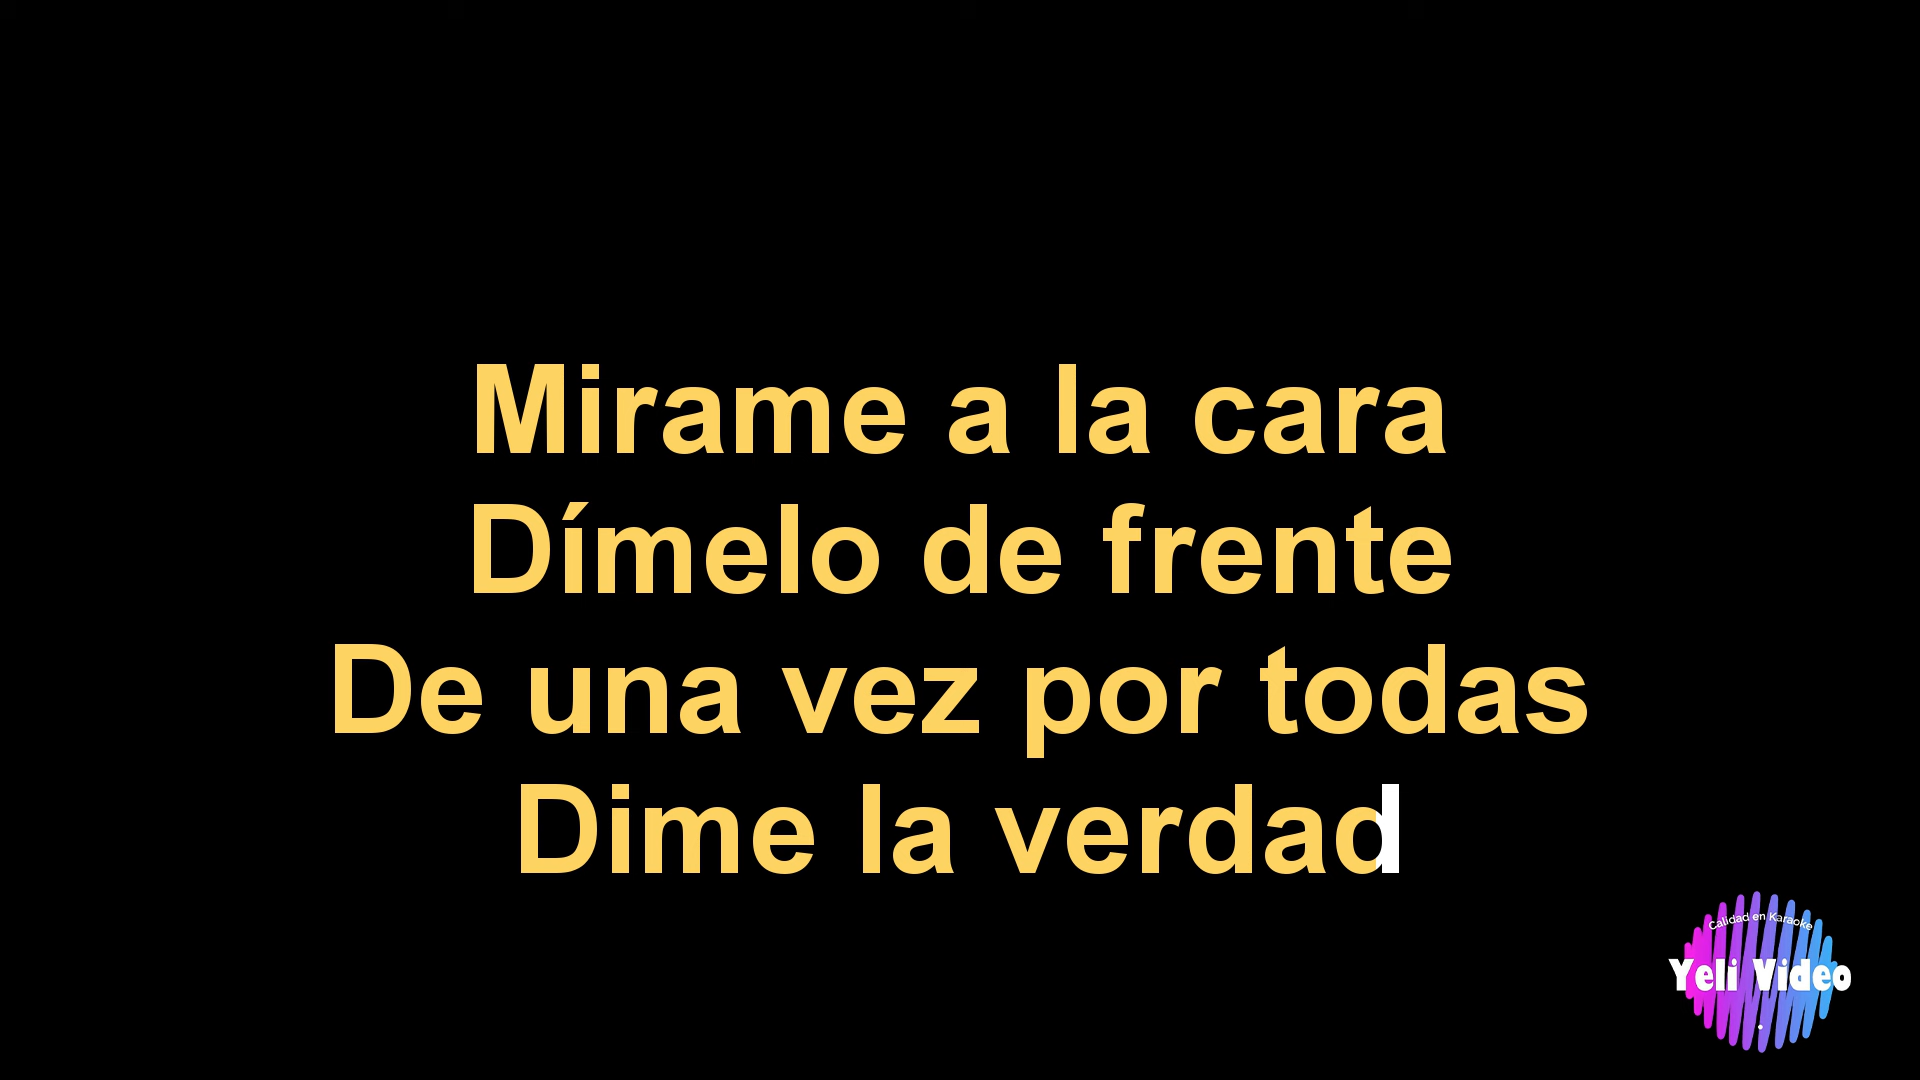 Mirame a la cara
Dímelo de frente
De una vez por todas
Dime la verdad
Calidad en Karaoke
Yeli Video